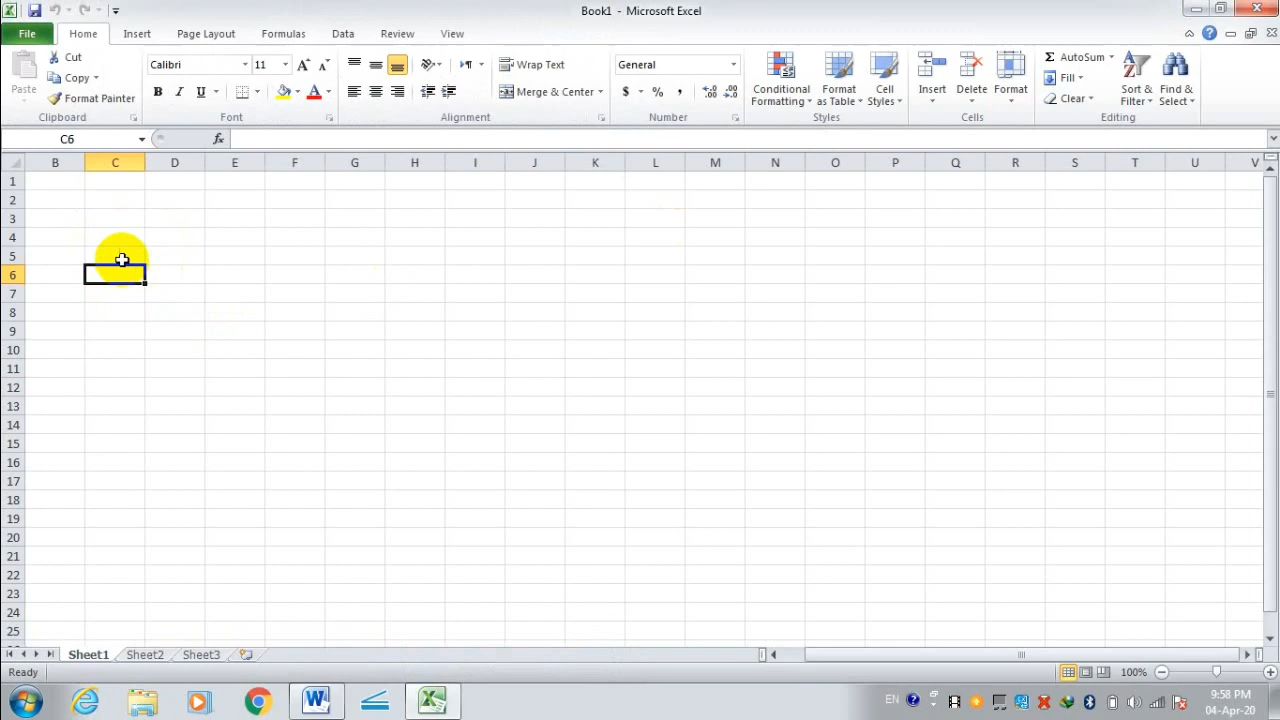 Book1 - Microsoft Excel
File Home Insert Page Layout Formulas Data Review View
Paste
Cut
Copy
Format Painter
Clipboard
Calibri 11
B I U
Font
Wrap Text
Merge & Center
Alignment
General
$ % ,
Number
Conditional Formatting
Format as Table
Cell Styles
Styles
Insert
Delete
Format
Cells
Σ AutoSum
Fill
Clear
Sort & Filter
Find & Select
Editing
C6 fx
B C D E F G H I J K L M N O P Q R S T U V
1
2
3
4
5
6
7
8
9
10
11
12
13
14
15
16
17
18
19
20
21
22
23
24
25
Sheet1 Sheet2 Sheet3
Ready 100%
EN 9:58 PM
04-Apr-20